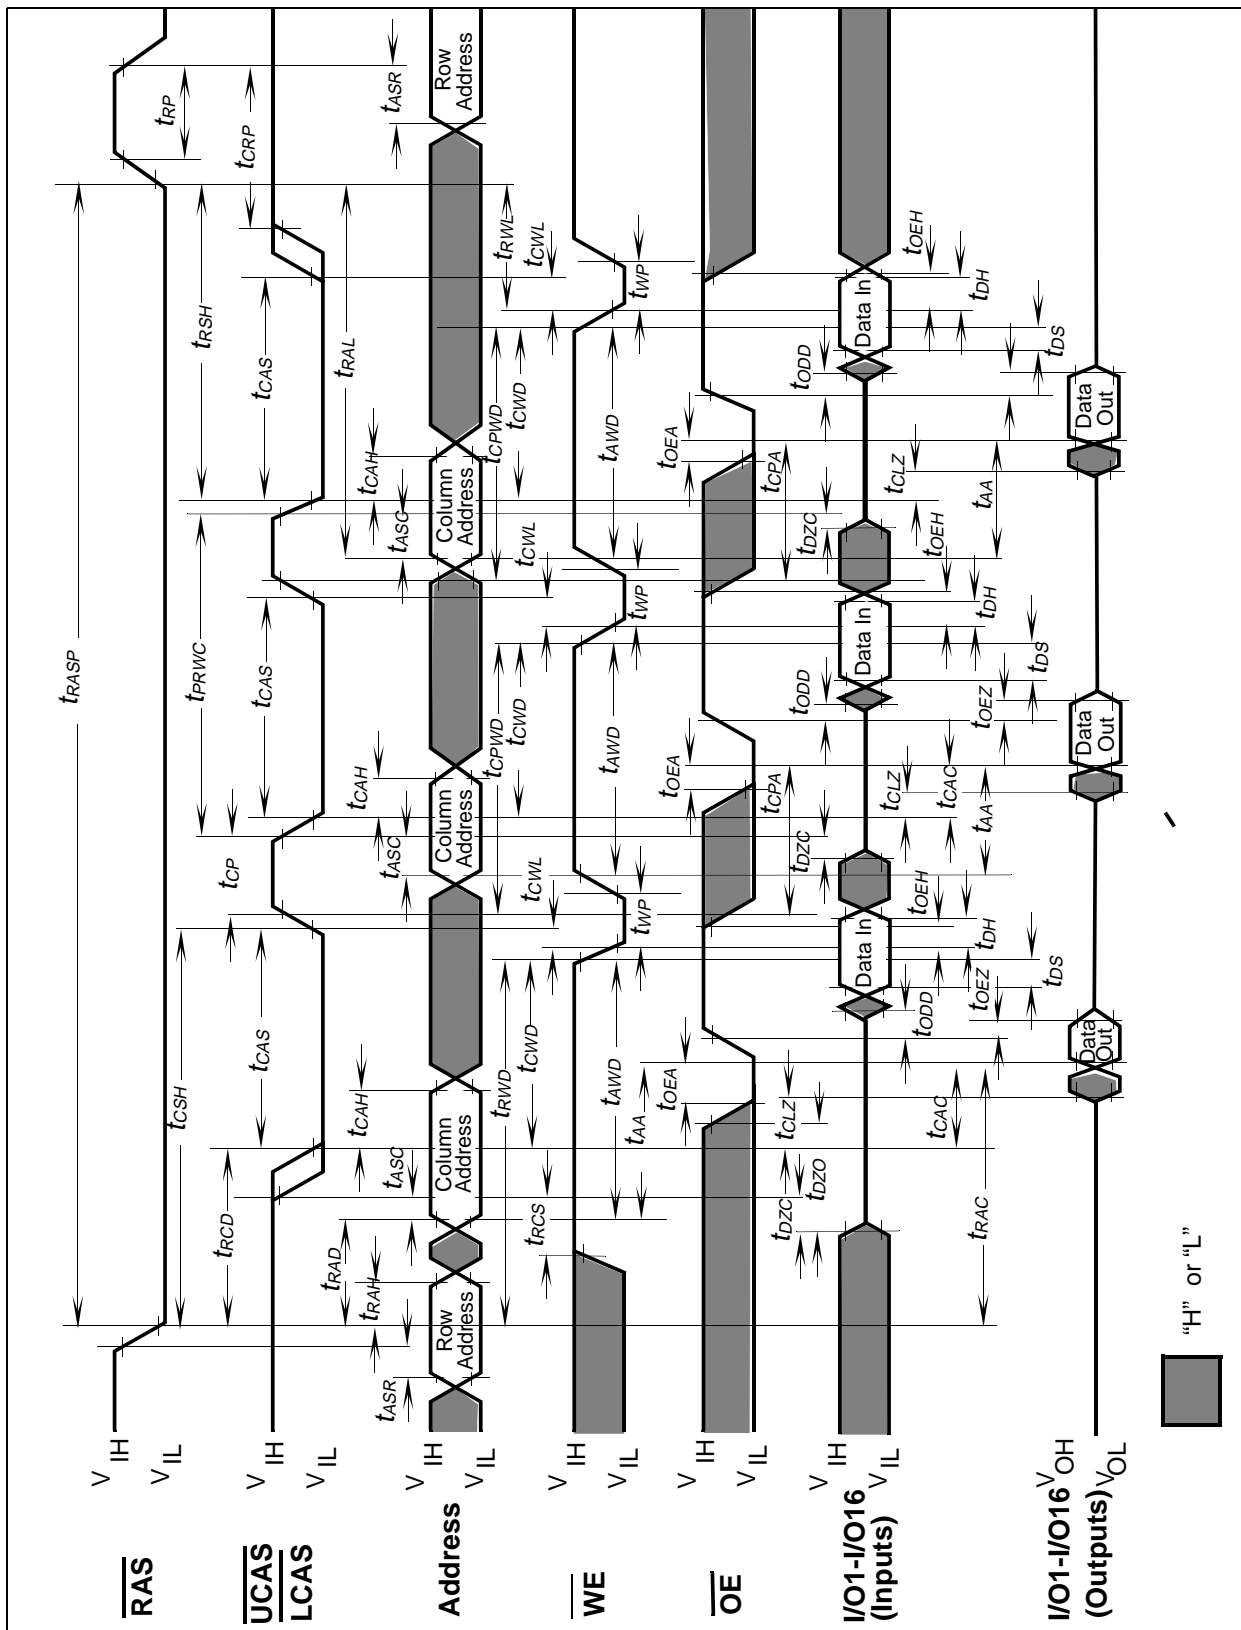 RAS
V IH
V IL
tRASP
tRP
tCSH
tPRWC
tRSH
tCRP
UCAS
LCAS
V IH
V IL
tRCD
tCAS
tCP
tCAS
tCAS
tRAD
tRAL
tRAH
tCAH
tCAH
tCAH
tASR
tASC
tASC
tASC
tASR
Address
V IH
V IL
Row
Address
Column
Address
Column
Address
Column
Address
Row
Address
tRWD
tCPWD
tCPWD
tRWL
tCWD
tCWL
tCWD
tCWL
tCWD
tCWL
tRCS
WE
V IH
V IL
tAWD
tAWD
tAWD
tAA
tWP
tWP
tWP
tOEA
tOEA
tOEA
OE
V IH
V IL
tCPA
tCPA
tDZC
tDZO
tCLZ
tDZC
tDZC
tODD
tODD
I/O1-I/O16
(Inputs)
V IH
V IL
Data In
Data In
Data In
tODD
tOEH
tCLZ
tOEH
tCLZ
tOEH
tCAC
tCAC
tRAC
tOEZ
tDH
tAA
tOEZ
tDH
tAA
tDH
tDS
tDS
tDS
I/O1-I/O16
(Outputs)
VOH
VOL
Data
Out
Data
Out
Data
Out
“H” or “L”